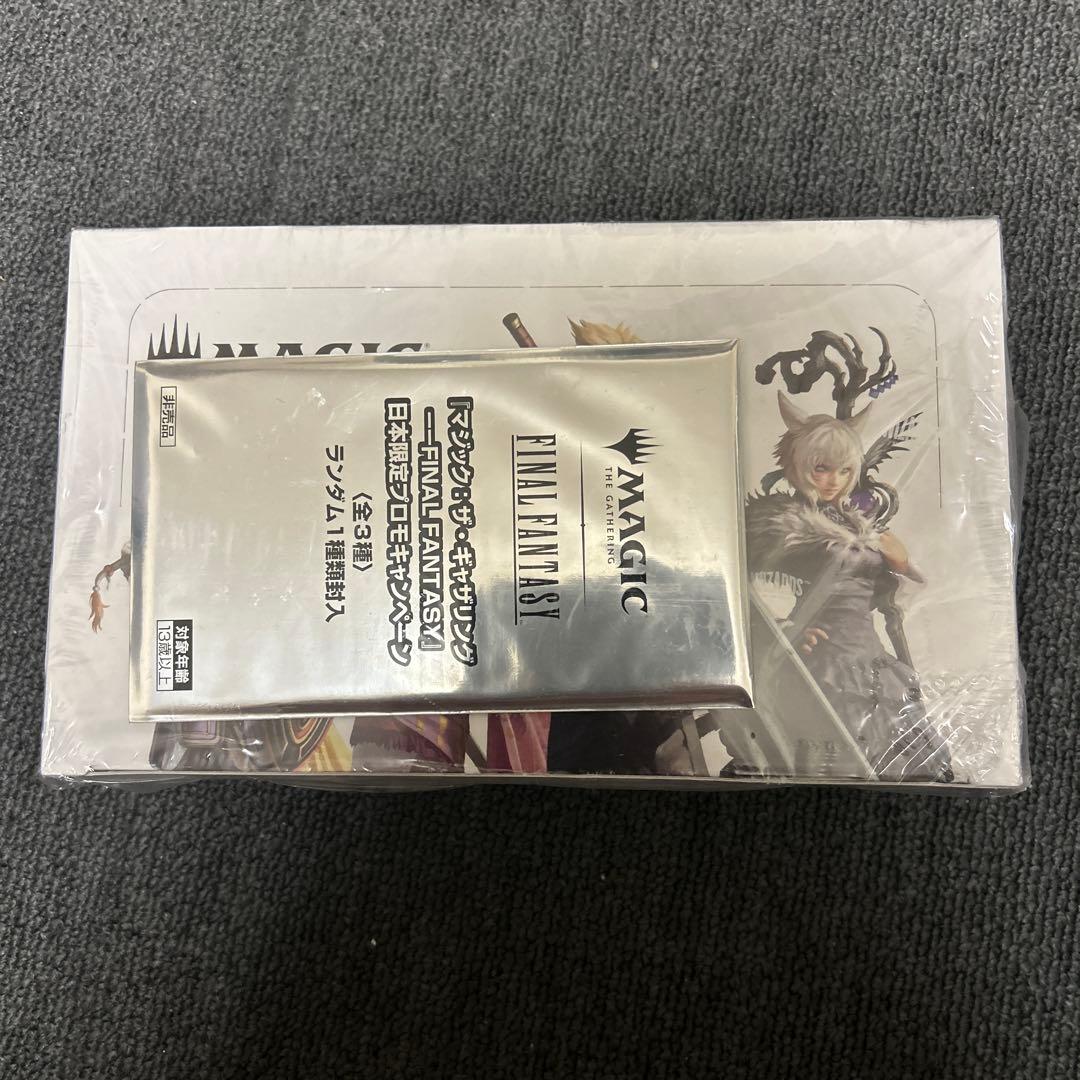 MAGIC
MAGIC
THE GATHERING
FINAL FANTASY
『マジック:ザ・ギャザリング
――FINAL FANTASY』
日本限定プロモキャンペーン
〈全3種〉
ランダム1種類封入
非売品
対象年齢
13歳以上
WIZARDS